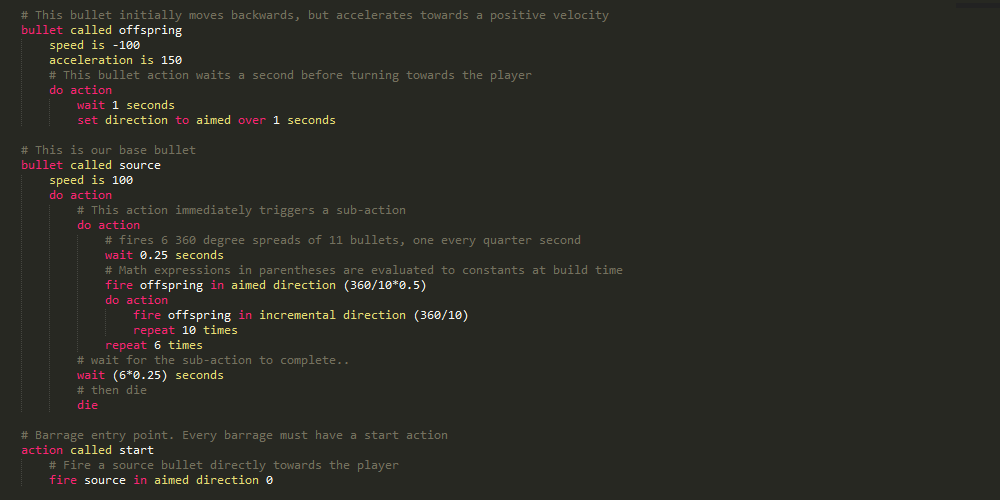 # This bullet initially moves backwards, but accelerates towards a positive velocity
bullet called offspring
speed is -100
acceleration is 150
# This bullet action waits a second before turning towards the player
do action
wait 1 seconds
set direction to aimed over 1 seconds
# This is our base bullet
bullet called source
speed is 100
do action
# This action immediately triggers a sub-action
do action
# fires 6 360 degree spreads of 11 bullets, one every quarter second
wait 0.25 seconds
# Math expressions in parentheses are evaluated to constants at build time
fire offspring in aimed direction (360/10*0.5)
do action
fire offspring in incremental direction (360/10)
repeat 10 times
repeat 6 times
# wait for the sub-action to complete..
wait (6*0.25) seconds
# then die
die
# Barrage entry point. Every barrage must have a start action
action called start
# Fire a source bullet directly towards the player
fire source in aimed direction 0